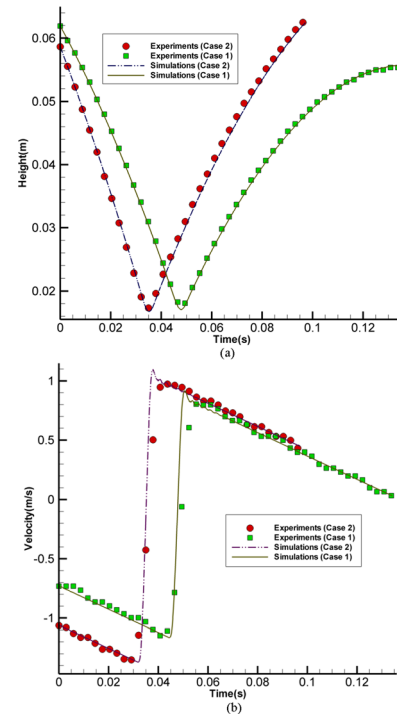 0.06
0.05
0.04
0.03
0.02
Height(m)
Experiments (Case 2)
Experiments (Case 1)
Simulations (Case 2)
Simulations (Case 1)
0 0.02 0.04 0.06 0.08 0.1 0.12
Time(s)
(a)
1
0.5
0
-0.5
-1
Velocity(m/s)
Experiments (Case 2)
Experiments (Case 1)
Simulations (Case 2)
Simulations (Case 1)
0 0.02 0.04 0.06 0.08 0.1 0.12
Time(s)
(b)